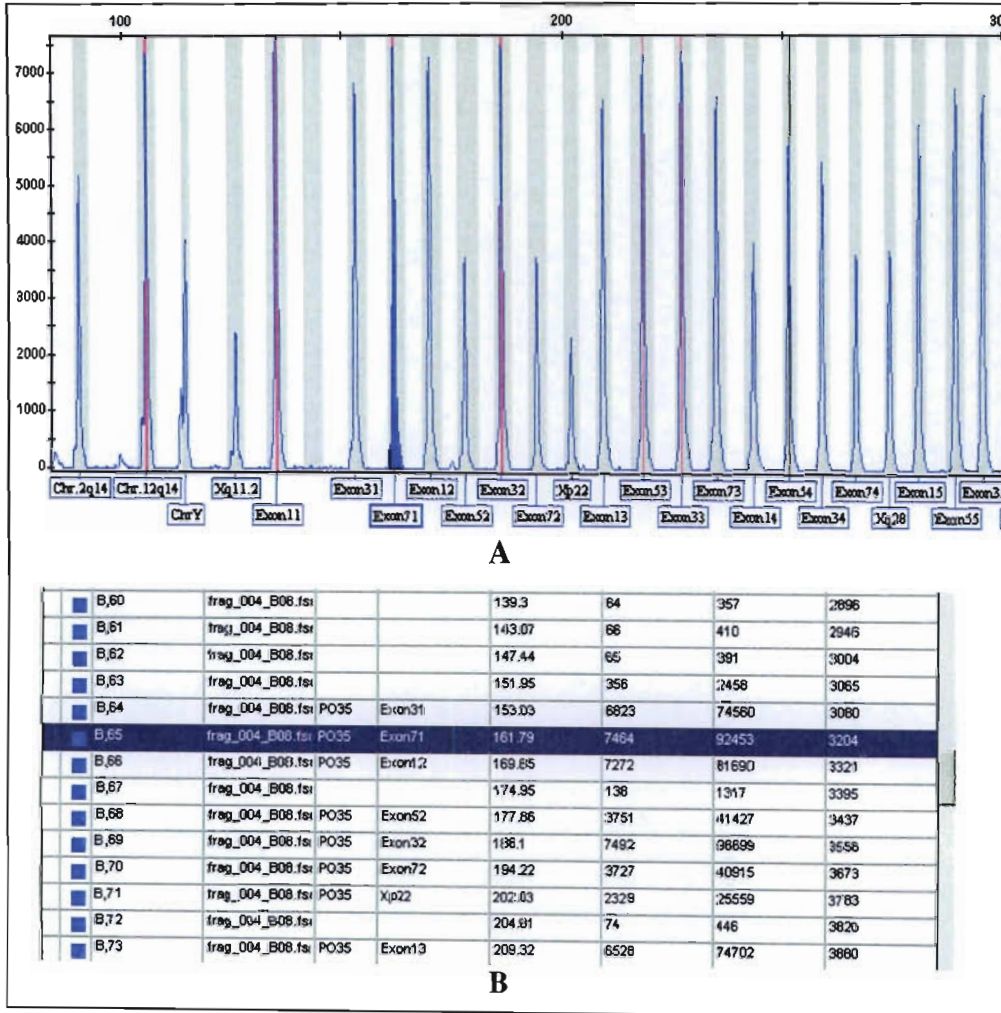 100 200 30
7000
6000
5000
4000
3000
2000
1000
0
Chr.2q14 Chr.12q14 Xq11.2 Exon31 Exon12 Exon32 Xp22 Exon53 Exon73 Exon54 Exon74 Exon15 Exon3
ChrY Exon11 Exon71 Exon52 Exon72 Exon13 Exon33 Exon14 Exon34 Xq28 Exon55
A
B,60 frag_004_B08.fsa 139.3 64 357 2896
B,61 frag_004_B08.fsa 143.07 66 410 2946
B,62 frag_004_B08.fsa 147.44 65 391 3004
B,63 frag_004_B08.fsa 151.95 356 2458 3065
B,64 frag_004_B08.fsa PO35 Exon31 153.03 6823 74560 3080
B,65 frag_004_B08.fsa PO35 Exon71 161.79 7464 92453 3204
B,66 frag_004_B08.fsa PO35 Exon12 169.85 7272 81690 3321
B,67 frag_004_B08.fsa 174.95 138 1317 3395
B,68 frag_004_B08.fsa PO35 Exon52 177.86 3751 41427 3437
B,69 frag_004_B08.fsa PO35 Exon32 186.1 7492 3556
B,70 frag_004_B08.fsa PO35 Exon72 194.22 3727 40915 3673
B,71 frag_004_B08.fsa PO35 Xp22 202.03 2329 25559 3783
B,72 frag_004_B08.fsa 204.81 74 446 3820
B,73 frag_004_B08.fsa PO35 Exon13 209.32 6528 74702 3880
B